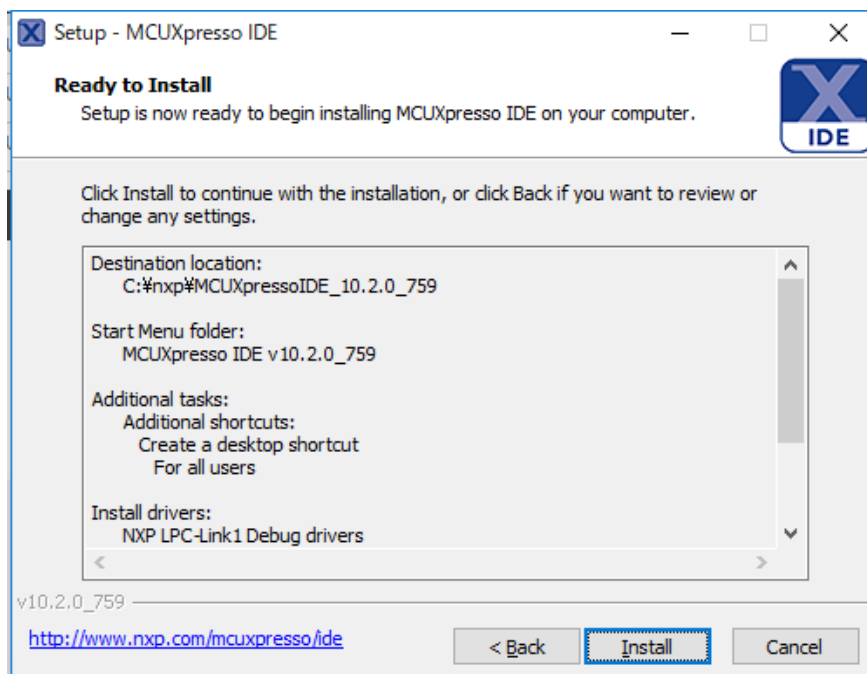 Setup - MCUXpresso IDE
Ready to Install
Setup is now ready to begin installing MCUXpresso IDE on your computer.
X
IDE
Click Install to continue with the installation, or click Back if you want to review or
change any settings.
Destination location:
C:¥nxp¥MCUXpressoIDE_10.2.0_759
Start Menu folder:
MCUXpresso IDE v10.2.0_759
Additional tasks:
Additional shortcuts:
Create a desktop shortcut
For all users
Install drivers:
NXP LPC-Link1 Debug drivers
v10.2.0_759
http://www.nxp.com/mcuxpresso/ide
< Back
Install
Cancel